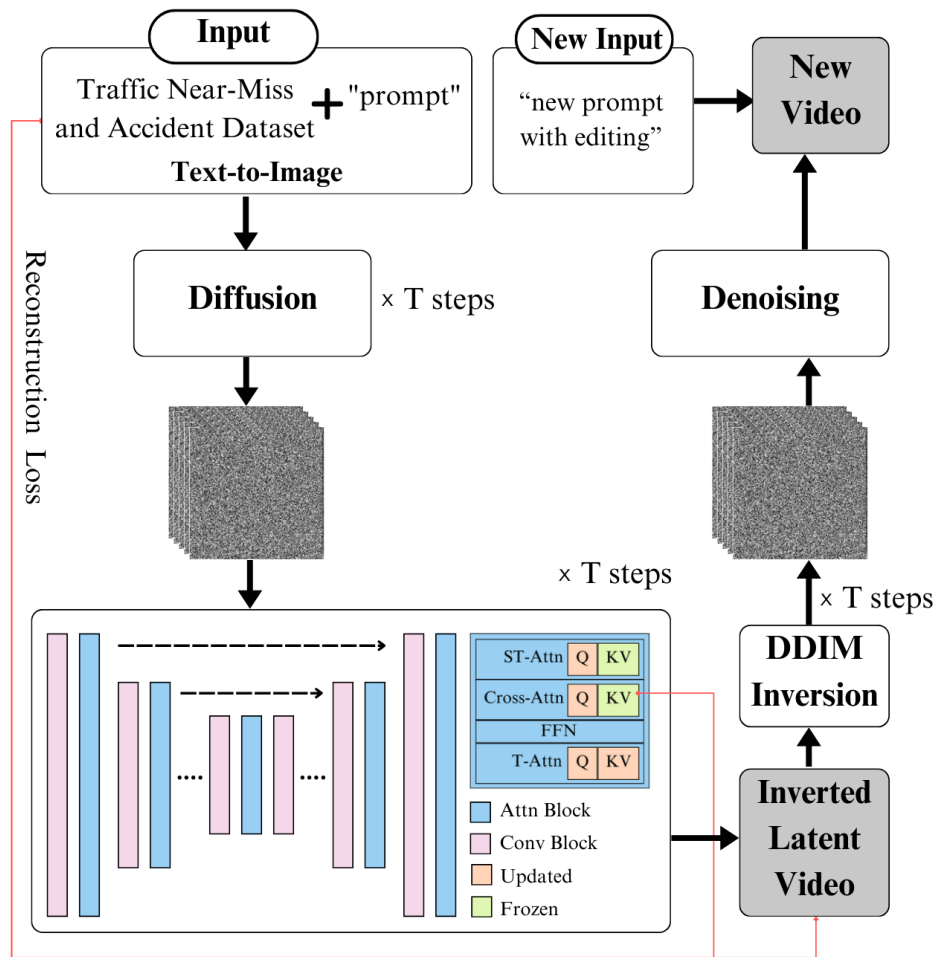 Input
Traffic Near-Miss
and Accident Dataset
+
"prompt"
Text-to-Image
New Input
“new prompt
with editing”
New
Video
Reconstruction Loss
Diffusion
x T steps
Denoising
x T steps
x T steps
DDIM
Inversion
ST-Attn Q KV
Cross-Attn Q KV
FFN
T-Attn Q KV
....
....
Attn Block
Conv Block
Updated
Frozen
Inverted
Latent
Video